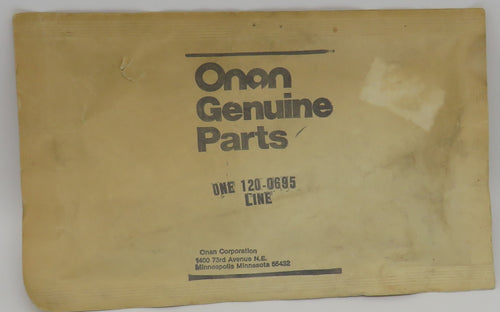 Onan
Genuine
Parts
ONE 120-0695
LINE
Onan Corporation
1400 73rd Avenue N.E.
Minneapolis Minnesota 55432